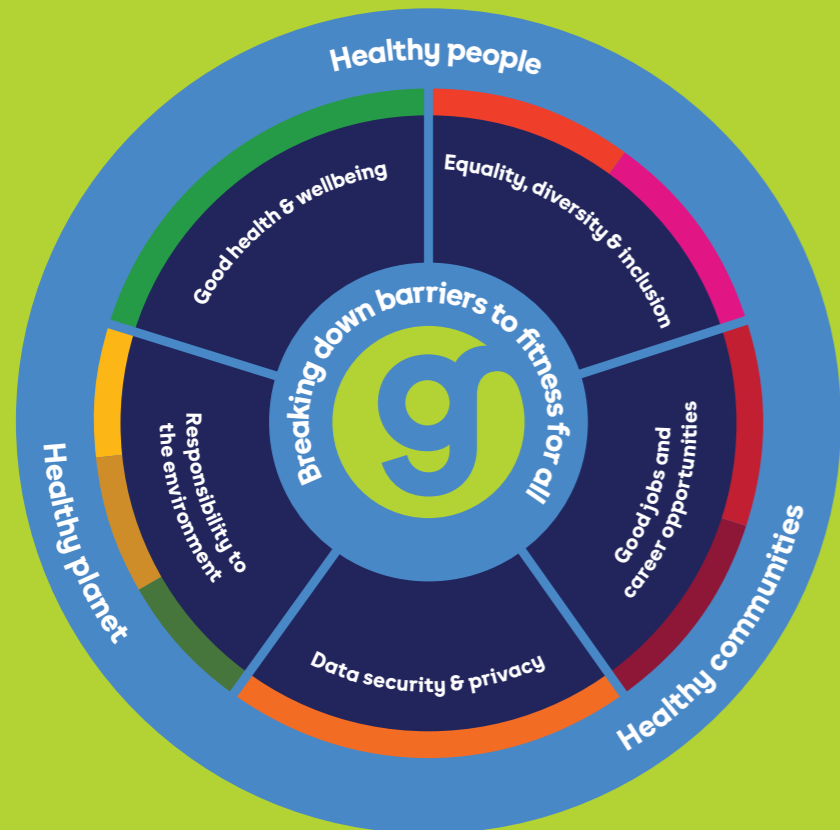 Healthy people
Good health & wellbeing
Equality, diversity & inclusion
Breaking down barriers to fitness for all
g
Responsibility to
the environment
Good jobs and
career opportunities
Data security & privacy
Healthy planet
Healthy communities